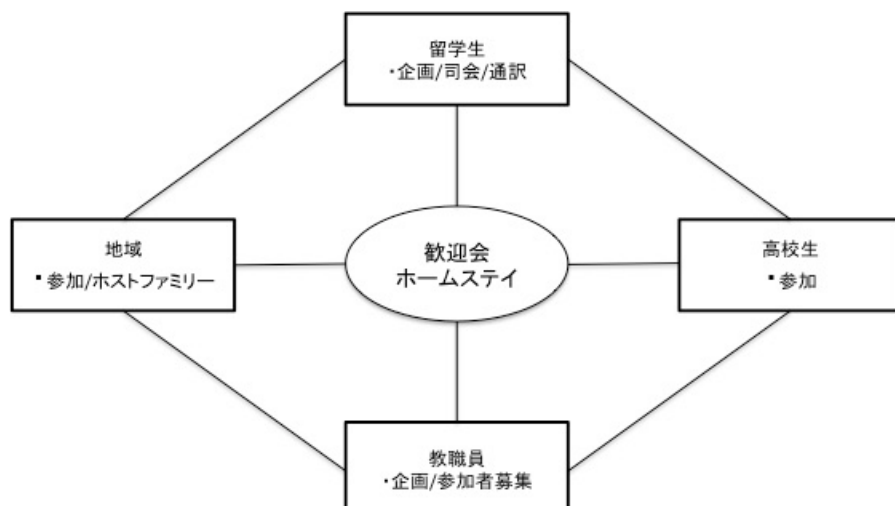 留学生
・企画/司会/通訳
地域
▪ 参加/ホストファミリー
歓迎会
ホームステイ
高校生
▪ 参加
教職員
・企画/参加者募集